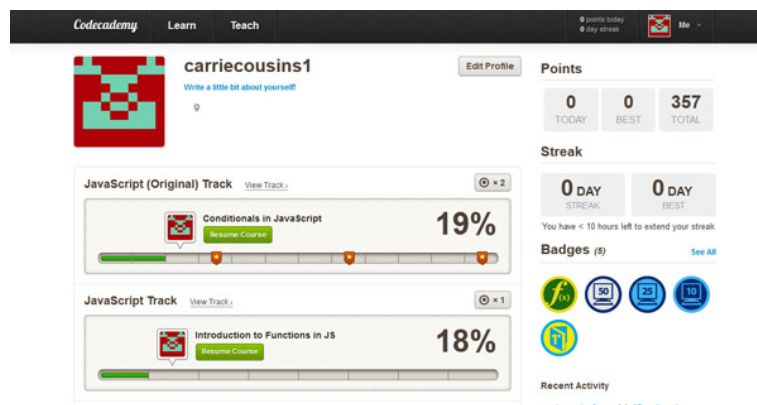 Codecademy Learn Teach
0 points today
0 day streak
Me
carriecousins1
Edit Profile
Write a little bit about yourself!
Points
0 0 357
TODAY BEST TOTAL
Streak
0 DAY 0 DAY
STREAK BEST
You have < 10 hours left to extend your streak
Badges (5) See All
f(x) 50 25 10
JavaScript (Original) Track View Track ›
× 2
Conditionals in JavaScript
Resume Course
19%
JavaScript Track View Track ›
× 1
Introduction to Functions in JS
Resume Course
18%
Recent Activity